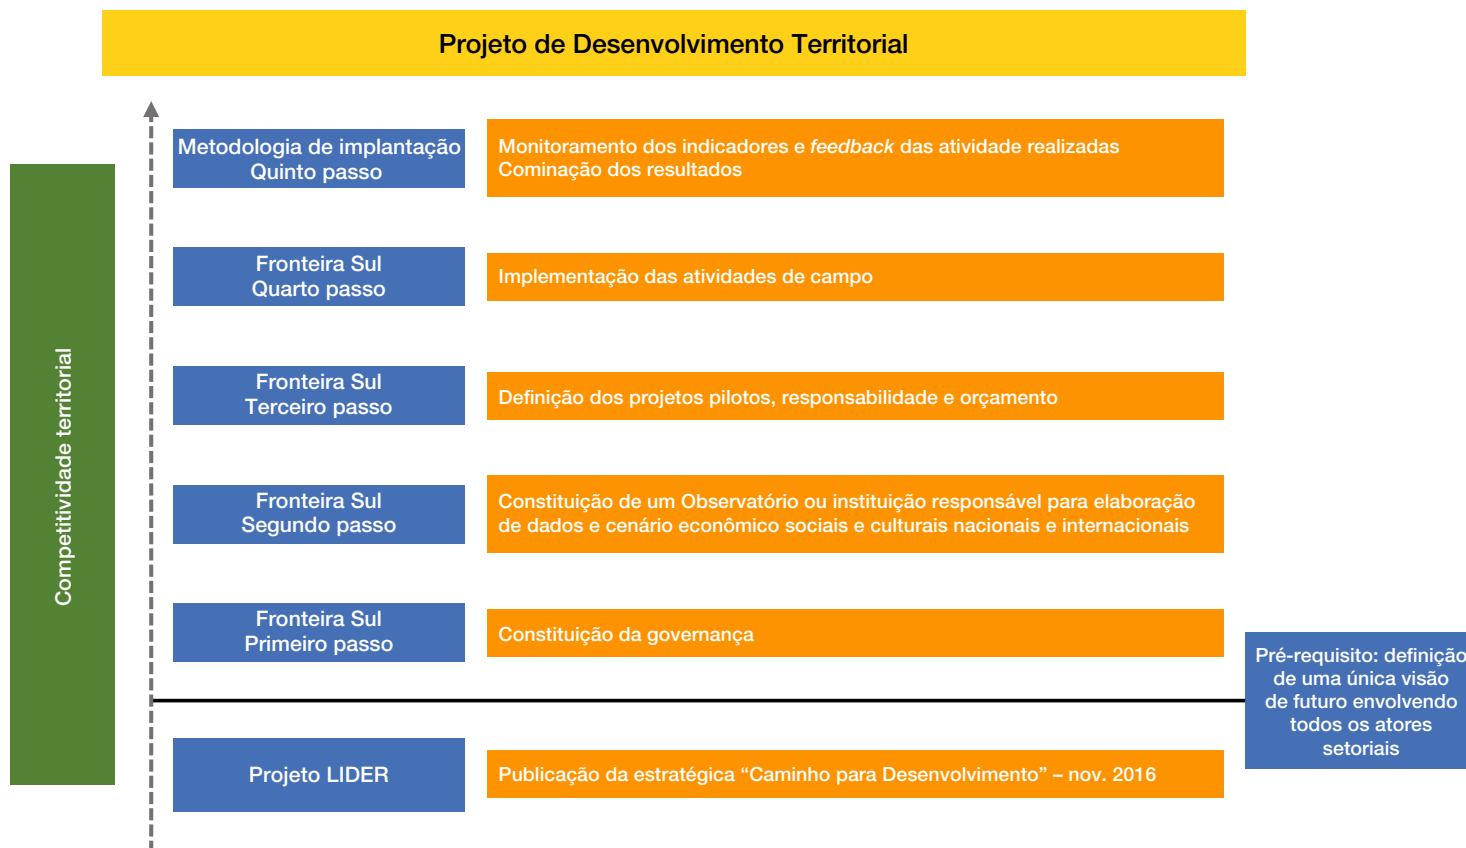 Projeto de Desenvolvimento Territorial
Metodologia de implantação
Quinto passo
Monitoramento dos indicadores e feedback das atividade realizadas
Cominação dos resultados
Fronteira Sul
Quarto passo
Implementação das atividades de campo
Fronteira Sul
Terceiro passo
Definição dos projetos pilotos, responsabilidade e orçamento
Fronteira Sul
Segundo passo
Constituição de um Observatório ou instituição responsável para elaboração
de dados e cenário econômico sociais e culturais nacionais e internacionais
Fronteira Sul
Primeiro passo
Constituição da governança
Pré-requisito: definição
de uma única visão
de futuro envolvendo
todos os atores
setoriais
Projeto LIDER
Publicação da estratégica “Caminho para Desenvolvimento” – nov. 2016
Competitividade territorial